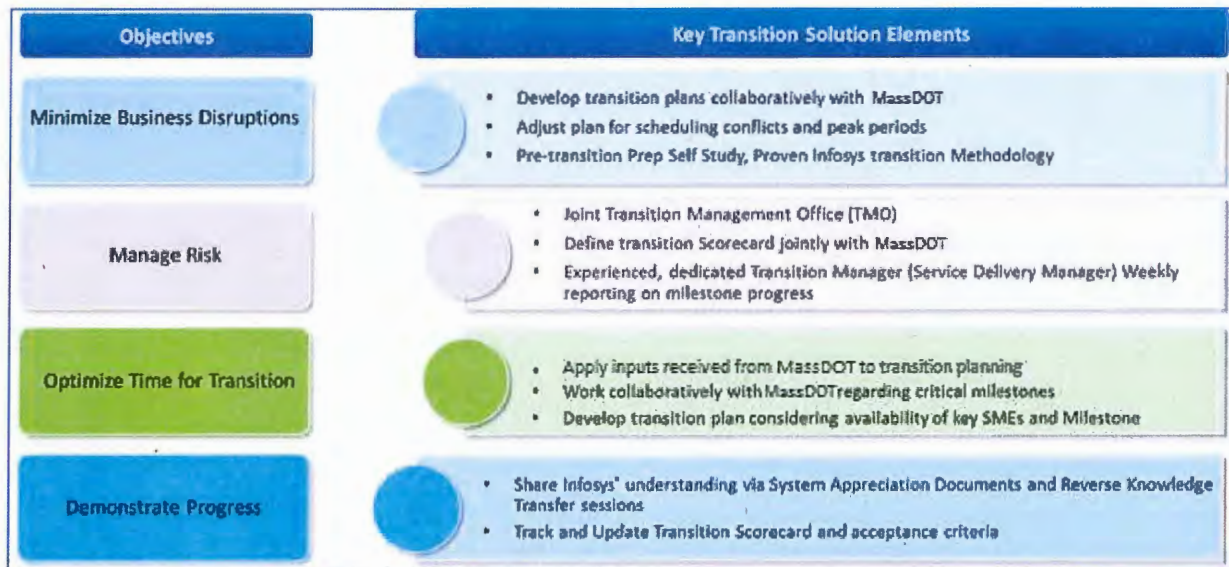 Objectives
Key Transition Solution Elements
Minimize Business Disruptions
• Develop transition plans collaboratively with MassDOT
• Adjust plan for scheduling conflicts and peak periods
• Pre-transition Prep Self Study, Proven Infosys transition Methodology
Manage Risk
• Joint Transition Management Office (TMO)
• Define transition Scorecard jointly with MassDOT
• Experienced, dedicated Transition Manager (Service Delivery Manager) Weekly
reporting on milestone progress
Optimize Time for Transition
• Apply inputs received from MassDOT to transition planning
• Work collaboratively with MassDOTregarding critical milestones
• Develop transition plan considering availability of key SMEs and Milestone
Demonstrate Progress
• Share Infosys' understanding via System Appreciation Documents and Reverse Knowledge
Transfer sessions
• Track and Update Transition Scorecard and acceptance criteria